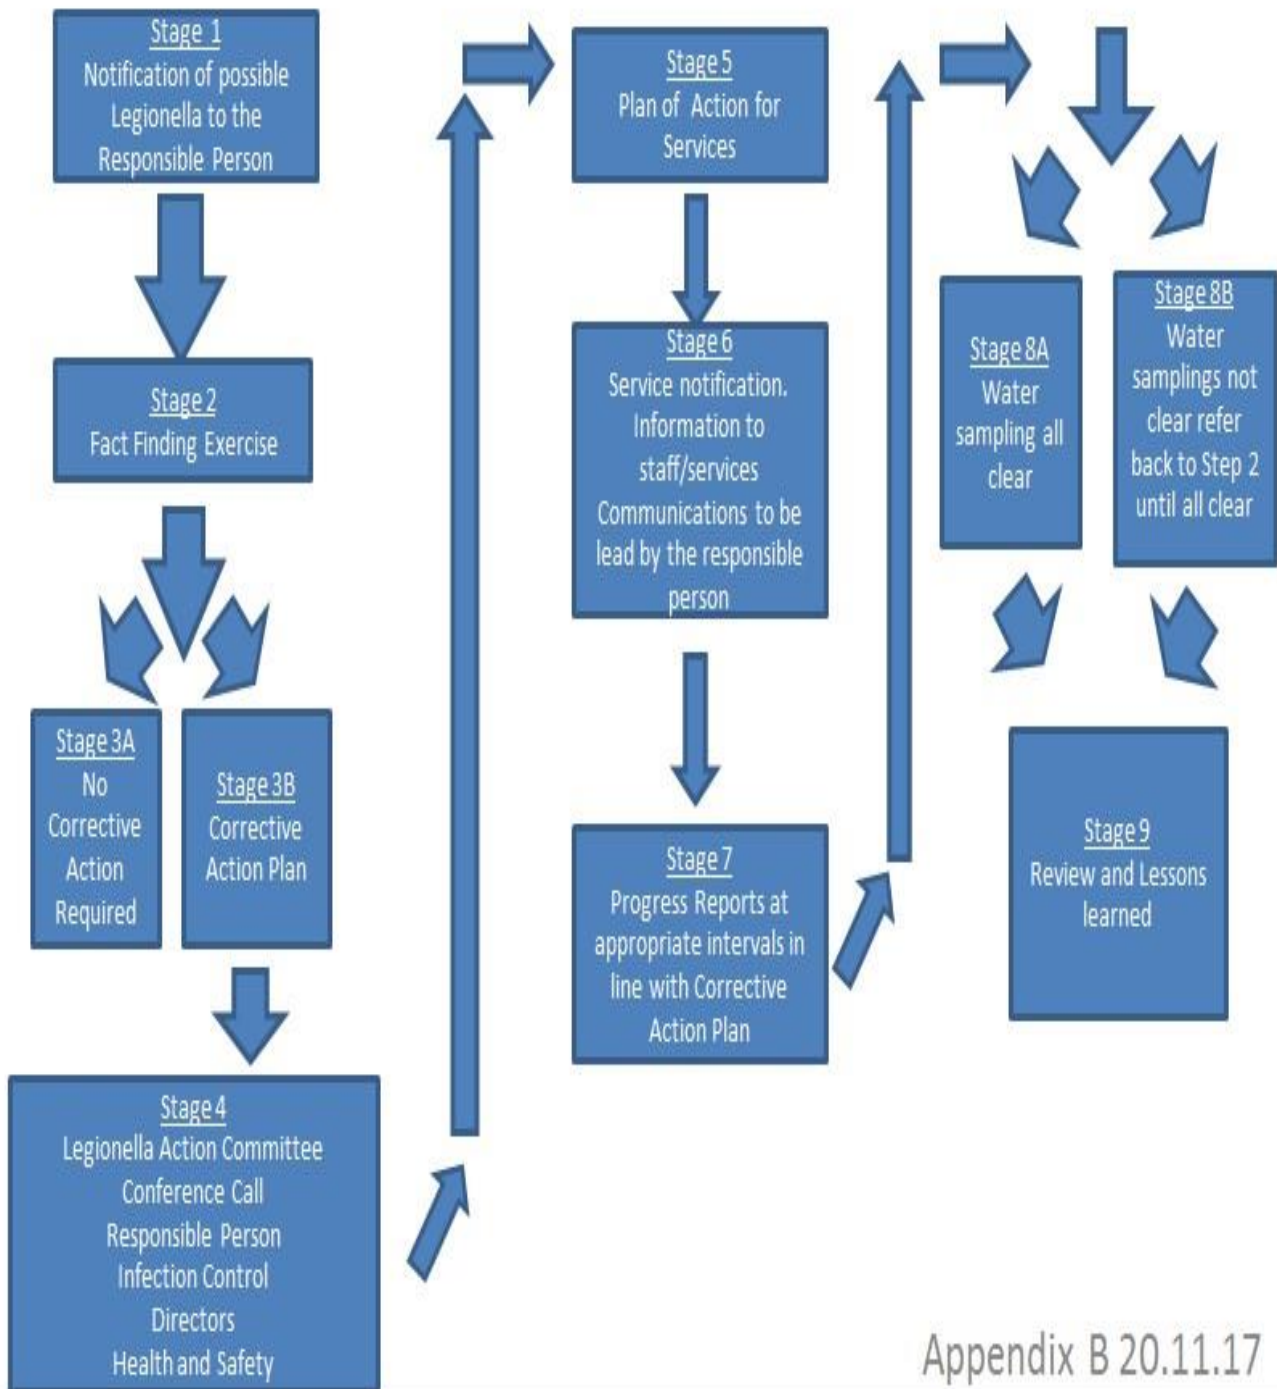 Stage 1
Notification of possible
Legionella to the
Responsible Person
Stage 2
Fact Finding Exercise
Stage 3A
No
Corrective
Action
Required
Stage 3B
Corrective
Action Plan
Stage 4
Legionella Action Committee
Conference Call
Responsible Person
Infection Control
Directors
Health and Safety
Stage 5
Plan of Action for
Services
Stage 6
Service notification.
Information to
staff/services
Communications to be
lead by the responsible
person
Stage 7
Progress Reports at
appropriate intervals in
line with Corrective
Action Plan
Stage 8A
Water
sampling all
clear
Stage 8B
Water
samplings not
clear refer
back to Step 2
until all clear
Stage 9
Review and Lessons
learned
Appendix B 20.11.17